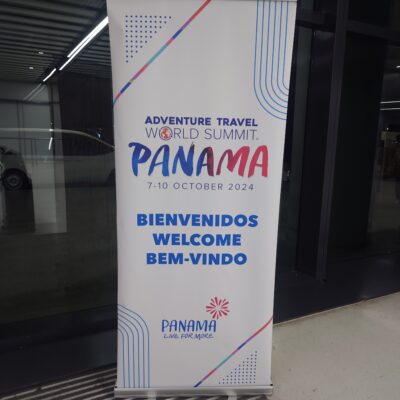 ADVENTURE TRAVEL
WORLD SUMMIT.
PANAMA
7-10 OCTOBER 2024
BIENVENIDOS
WELCOME
BEM-VINDO
PANAMA
LIVE FOR MORE